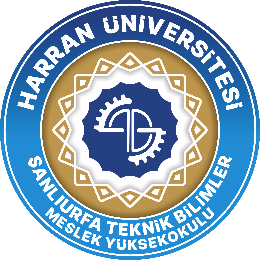 HARRAN ÜNİVERSİTESİ
ŞANLIURFA TEKNİK BİLİMLER
MESLEK YÜKSEKOKULU